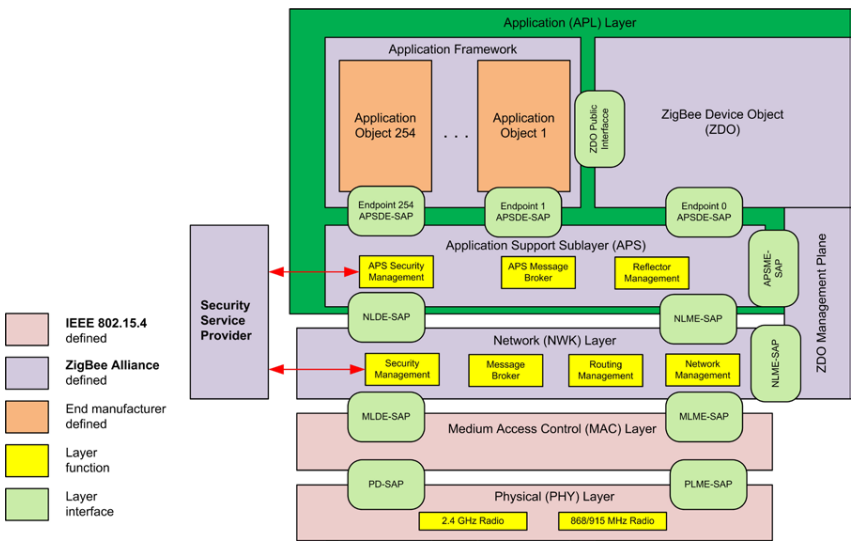 Application (APL) Layer
Application Framework
Application
Object 254
. . .
Application
Object 1
ZDO Public
Interfacce
ZigBee Device Object
(ZDO)
Endpoint 254
APSDE-SAP
Endpoint 1
APSDE-SAP
Endpoint 0
APSDE-SAP
Application Support Sublayer (APS)
APS Security
Management
APS Message
Broker
Reflector
Management
APSME-
SAP
ZDO Management Plane
Security
Service
Provider
NLDE-SAP
NLME-SAP
Network (NWK) Layer
Security
Management
Message
Broker
Routing
Management
Network
Management
NLME-SAP
MLDE-SAP
MLME-SAP
Medium Access Control (MAC) Layer
PD-SAP
PLME-SAP
Physical (PHY) Layer
2.4 GHz Radio
868/915 MHz Radio
IEEE 802.15.4
defined
ZigBee Alliance
defined
End manufacturer
defined
Layer
function
Layer
interface